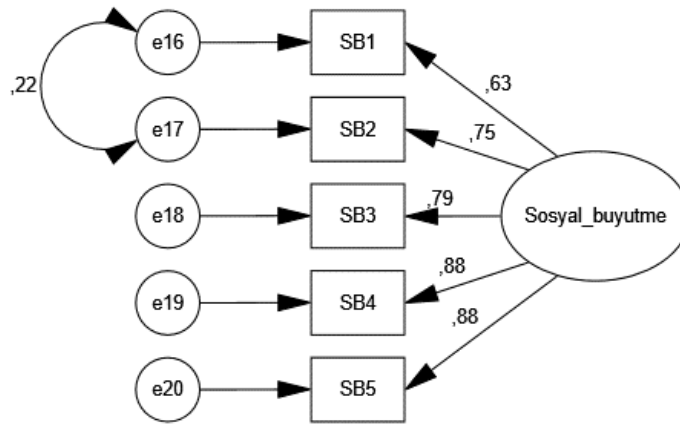 e16
SB1
,63
,22
e17
SB2
,75
e18
SB3
,79
Sosyal_buyutme
e19
SB4
,88
e20
SB5
,88